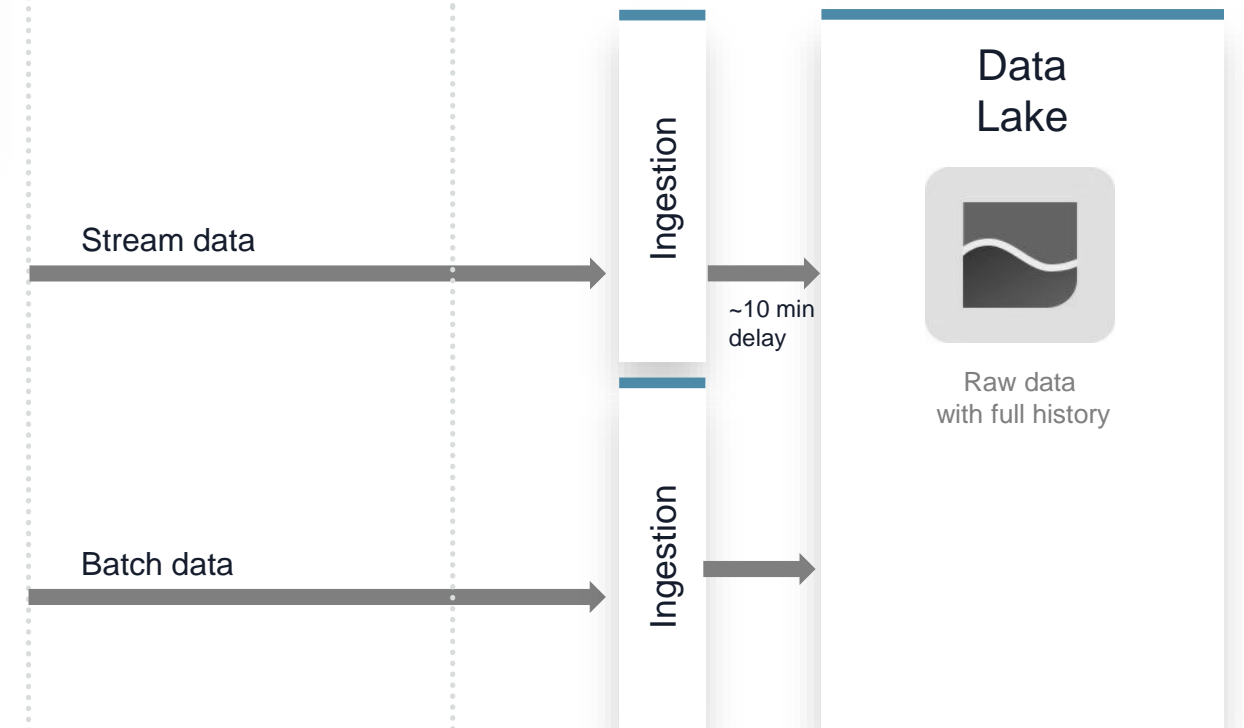 Data
Lake
Ingestion
Stream data
~10 min
delay
Raw data
with full history
Ingestion
Batch data